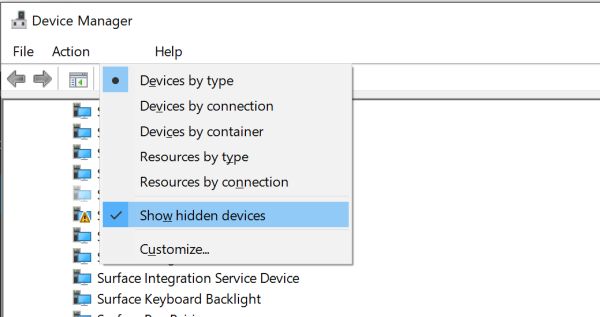 Device Manager
File Action Help
Devices by type
Devices by connection
Devices by container
Resources by type
Resources by connection
Show hidden devices
Customize...
Surface Integration Service Device
Surface Keyboard Backlight